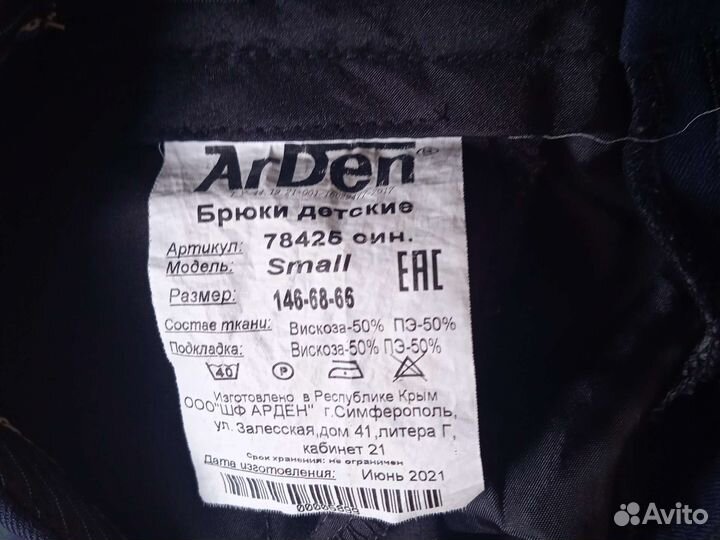 ArDen®
Брюки детские
Артикул: 78425 син.
Модель: Small
EAC
Размер: 146-68-66
Состав ткани: Вискоза-50% ПЭ-50%
Подкладка: Вискоза-50% ПЭ-50%
40 P
Изготовлено в Республике Крым
ООО"ШФ АРДЕН" г.Симферополь,
ул. Залесская,дом 41,литера Г,
кабинет 21
Срок хранения: не ограничен
Дата изготовления: Июнь 2021
Avito